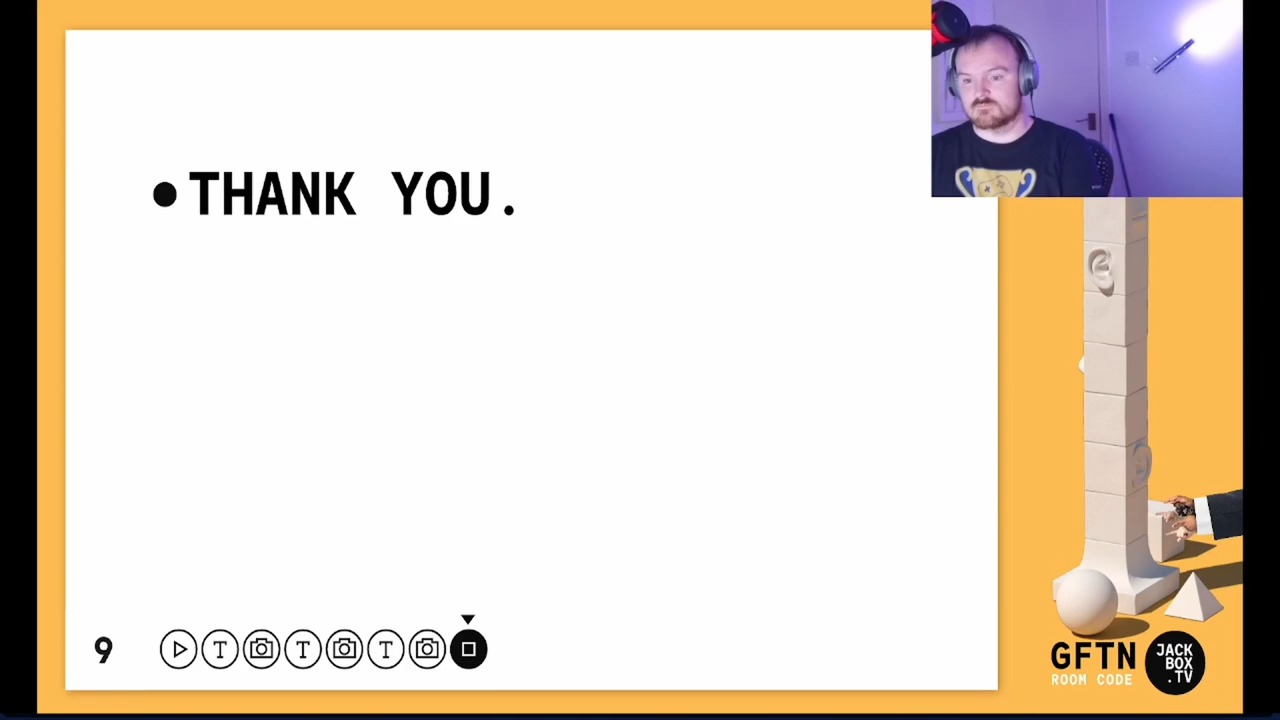 • THANK YOU.
9
T
T
T
GFTN
ROOM CODE
JACK
BOX
.TV